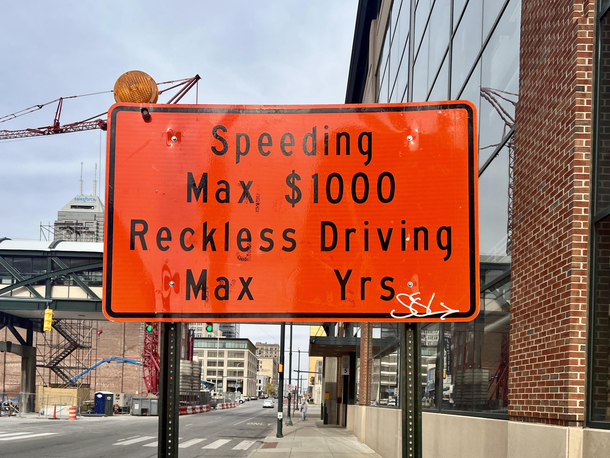 Speeding
Max $1000
Reckless Driving
Max Yrs